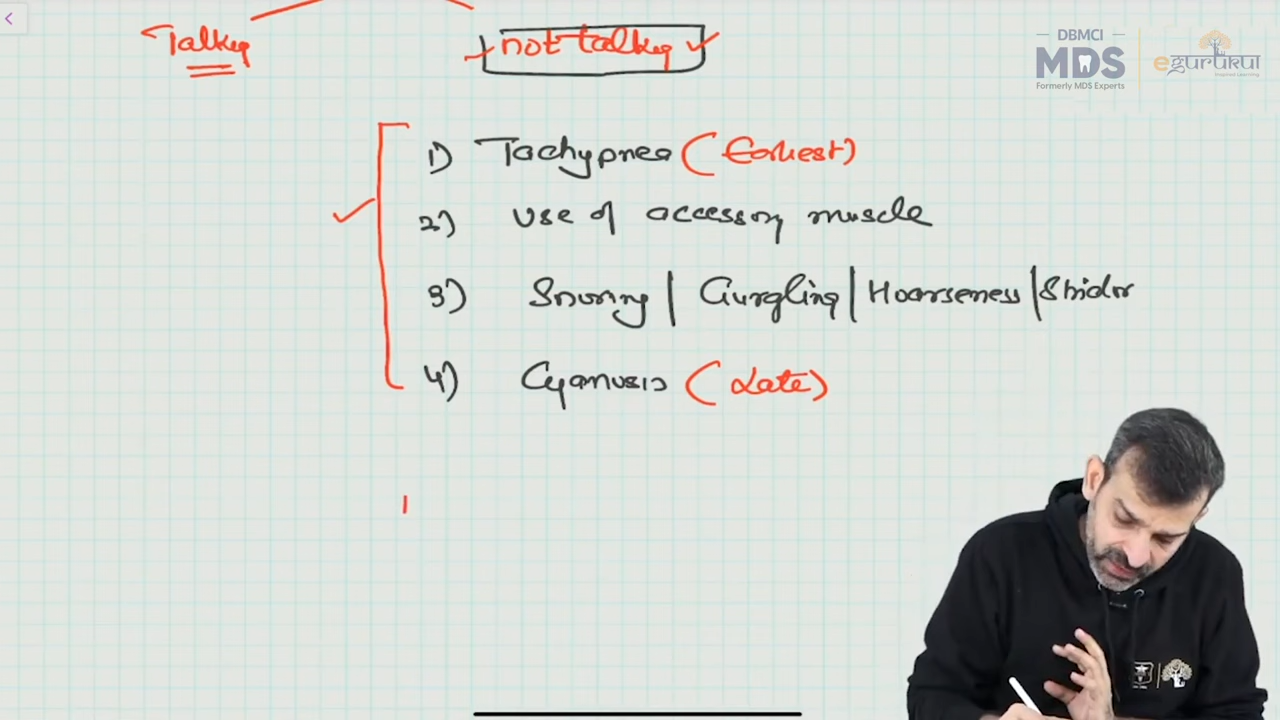 Talking
not talking
DBMCI
MDS
Formerly MDS Experts
egurukul
1) Tachypnea (Earliest)
2) Use of accessory muscle
3) Snoring | Gurgling | Hoarseness | Stridor
4) Cyanosis (Late)